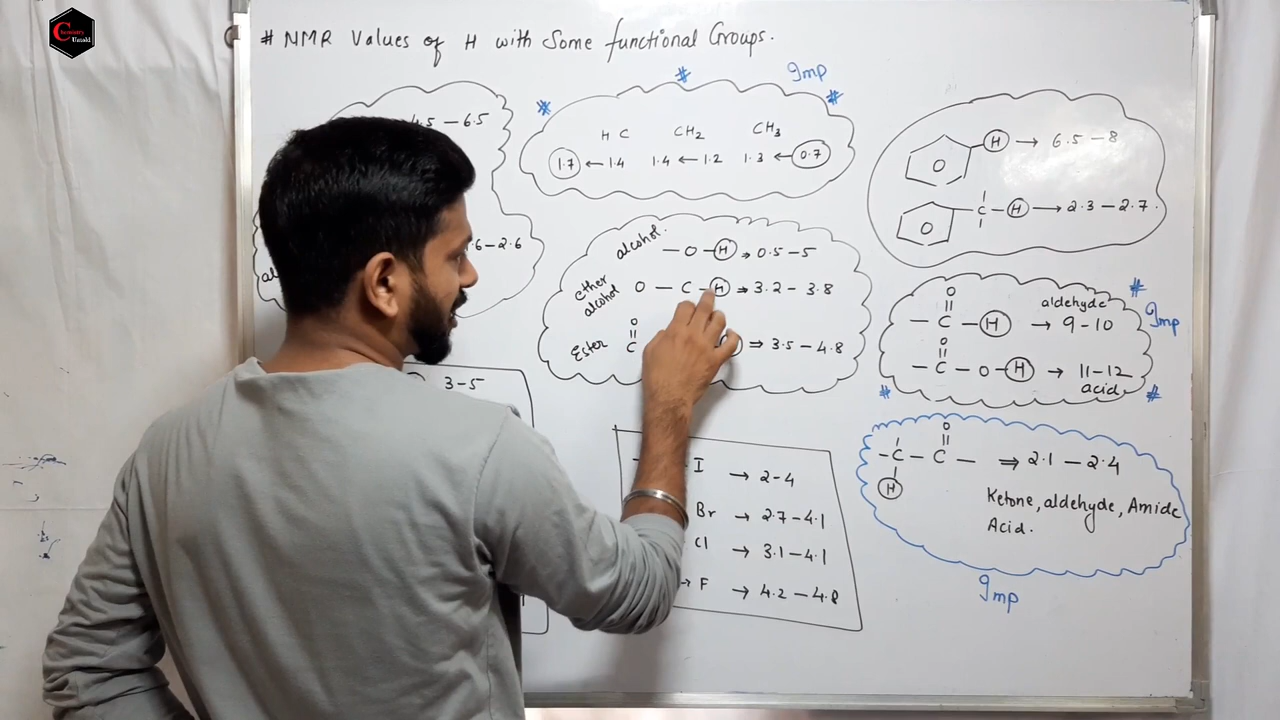 Chemistry
Untold
# NMR Values of H with Some functional Groups.
4.5 – 6.5
6 – 2.6
3-5
Imp
HC CH2 CH3
1.7 ← 1.4 1.4 ← 1.2 1.3 ← 0.7
alcohol. – O – H ⇒ 0.5 – 5
ether
alcohol
O – C – H ⇒ 3.2 – 3.8
O
Ester C ⇒ 3.5 – 4.8
I → 2-4
Br → 2.7 – 4.1
Cl → 3.1 – 4.1
→ F → 4.2 – 4.8
H → 6.5 – 8
C – H → 2.3 – 2.7.
O
– C – H → 9-10
aldehyde
Imp
O
– C – O – H → 11-12
acid
O
– C – C – ⇒ 2.1 – 2.4
H
Ketone, aldehyde, Amide
Acid.
Imp